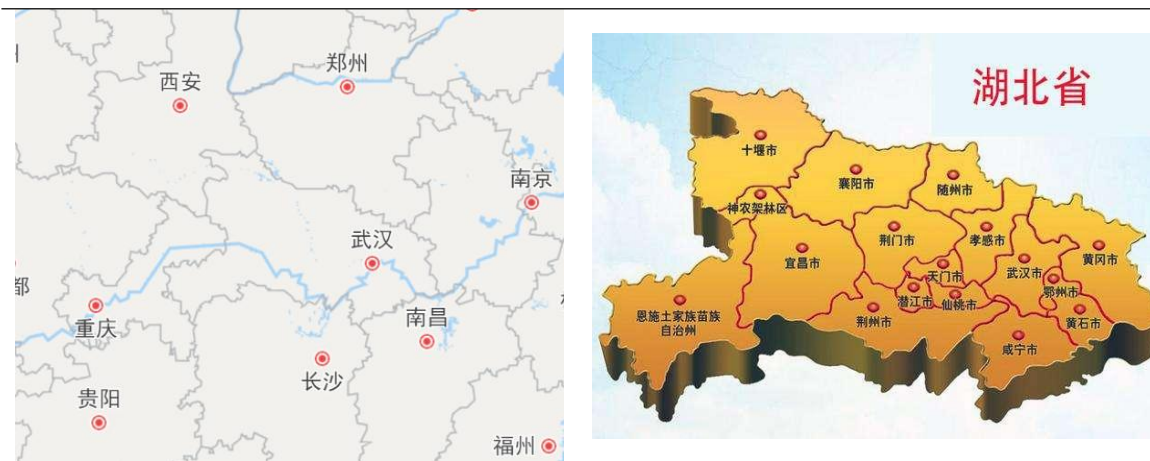 郑州
西安
南京
武汉
都
重庆
南昌
长沙
贵阳
福州
湖北省
十堰市
襄阳市
随州市
神农架林区
荆门市
孝感市
宜昌市
天门市
武汉市
黄冈市
鄂州市
潜江市
仙桃市
恩施土家族苗族
自治州
荆州市
黄石市
咸宁市